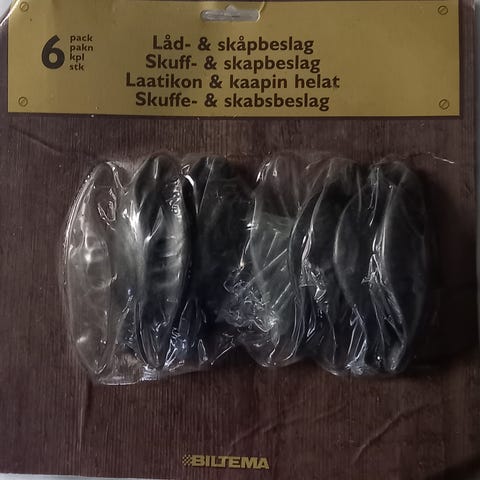 6
pack
pakn
kpl
stk
Låd- & skåpbeslag
Skuff- & skapbeslag
Laatikon & kaapin helat
Skuffe- & skabsbeslag
BILTEMA